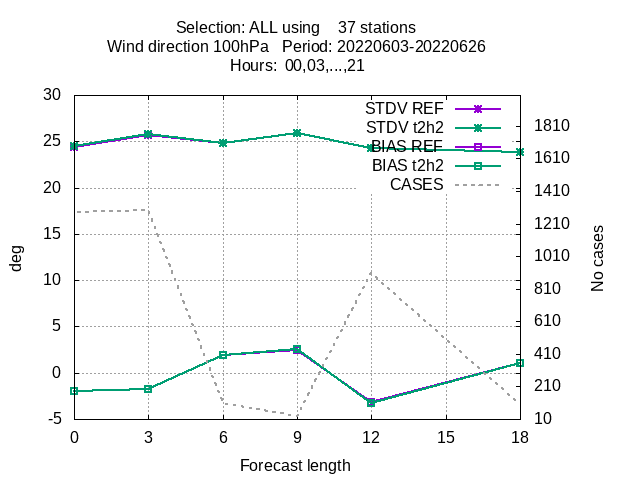 Selection: ALL using    37 stations
Wind direction 100hPa   Period: 20220603-20220626
Hours:  00,03,...,21
30
25
20
15
10
5
0
-5
STDV REF
STDV t2h2
BIAS REF
BIAS t2h2
CASES
1810
1610
1410
1210
1010
810
610
410
210
10
deg
No cases
0 3 6 9 12 15 18
Forecast length